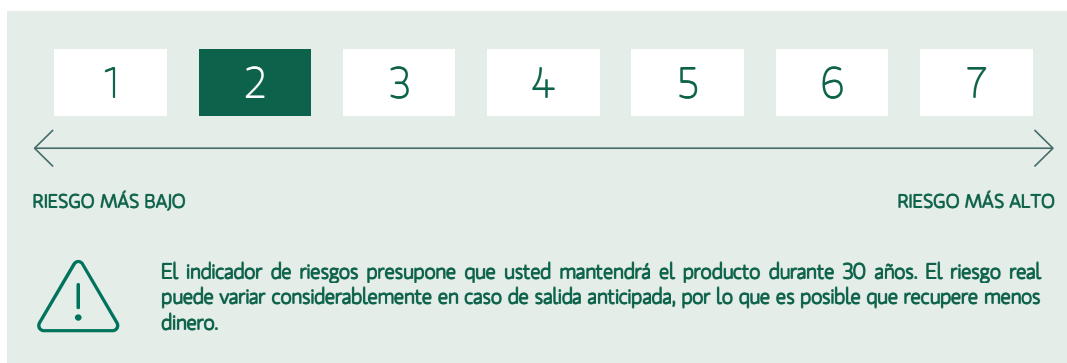 1 2 3 4 5 6 7
RIESGO MÁS BAJO RIESGO MÁS ALTO
El indicador de riesgos presupone que usted mantendrá el producto durante 30 años. El riesgo real
puede variar considerablemente en caso de salida anticipada, por lo que es posible que recupere menos
dinero.